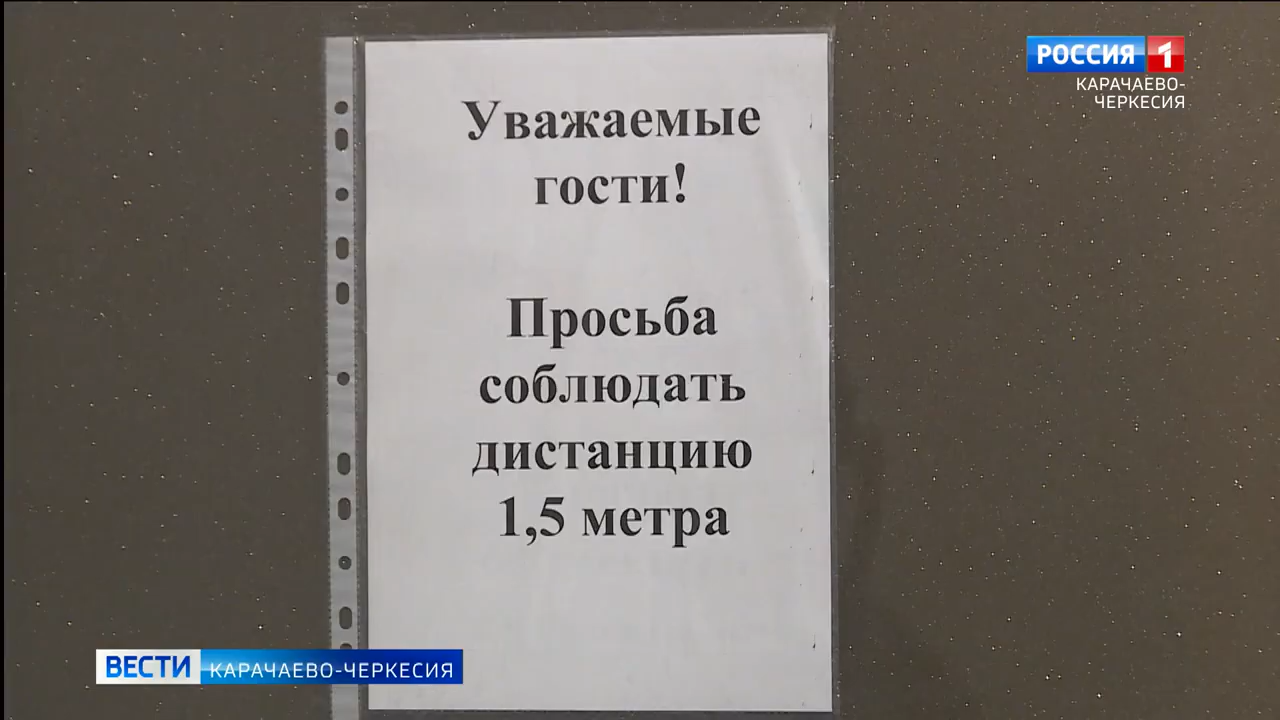 РОССИЯ 1
КАРАЧАЕВО-
ЧЕРКЕСИЯ
Уважаемые
гости!
Просьба
соблюдать
дистанцию
1,5 метра
ВЕСТИ КАРАЧАЕВО-ЧЕРКЕСИЯ